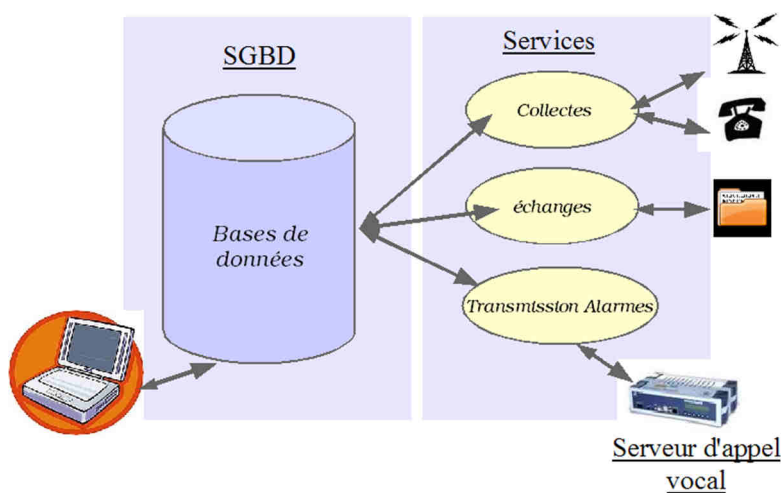 SGBD
Services
Bases de
données
Collectes
échanges
Transmission Alarmes
Serveur d'appel
vocal